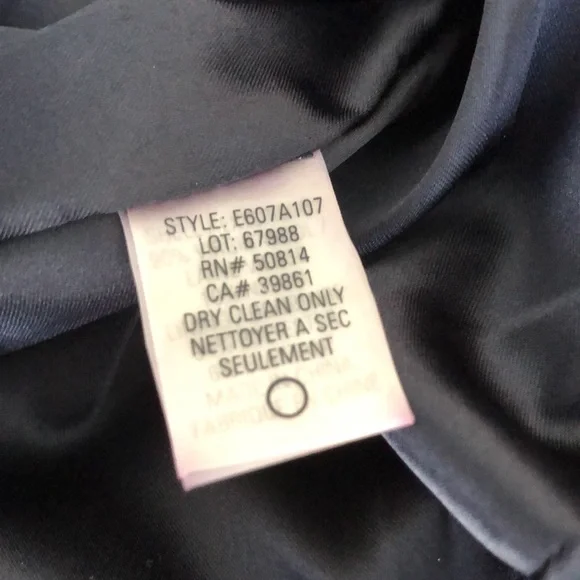 STYLE: E607A107
LOT: 67988
RN# 50814
CA# 39861
DRY CLEAN ONLY
NETTOYER A SEC
SEULEMENT